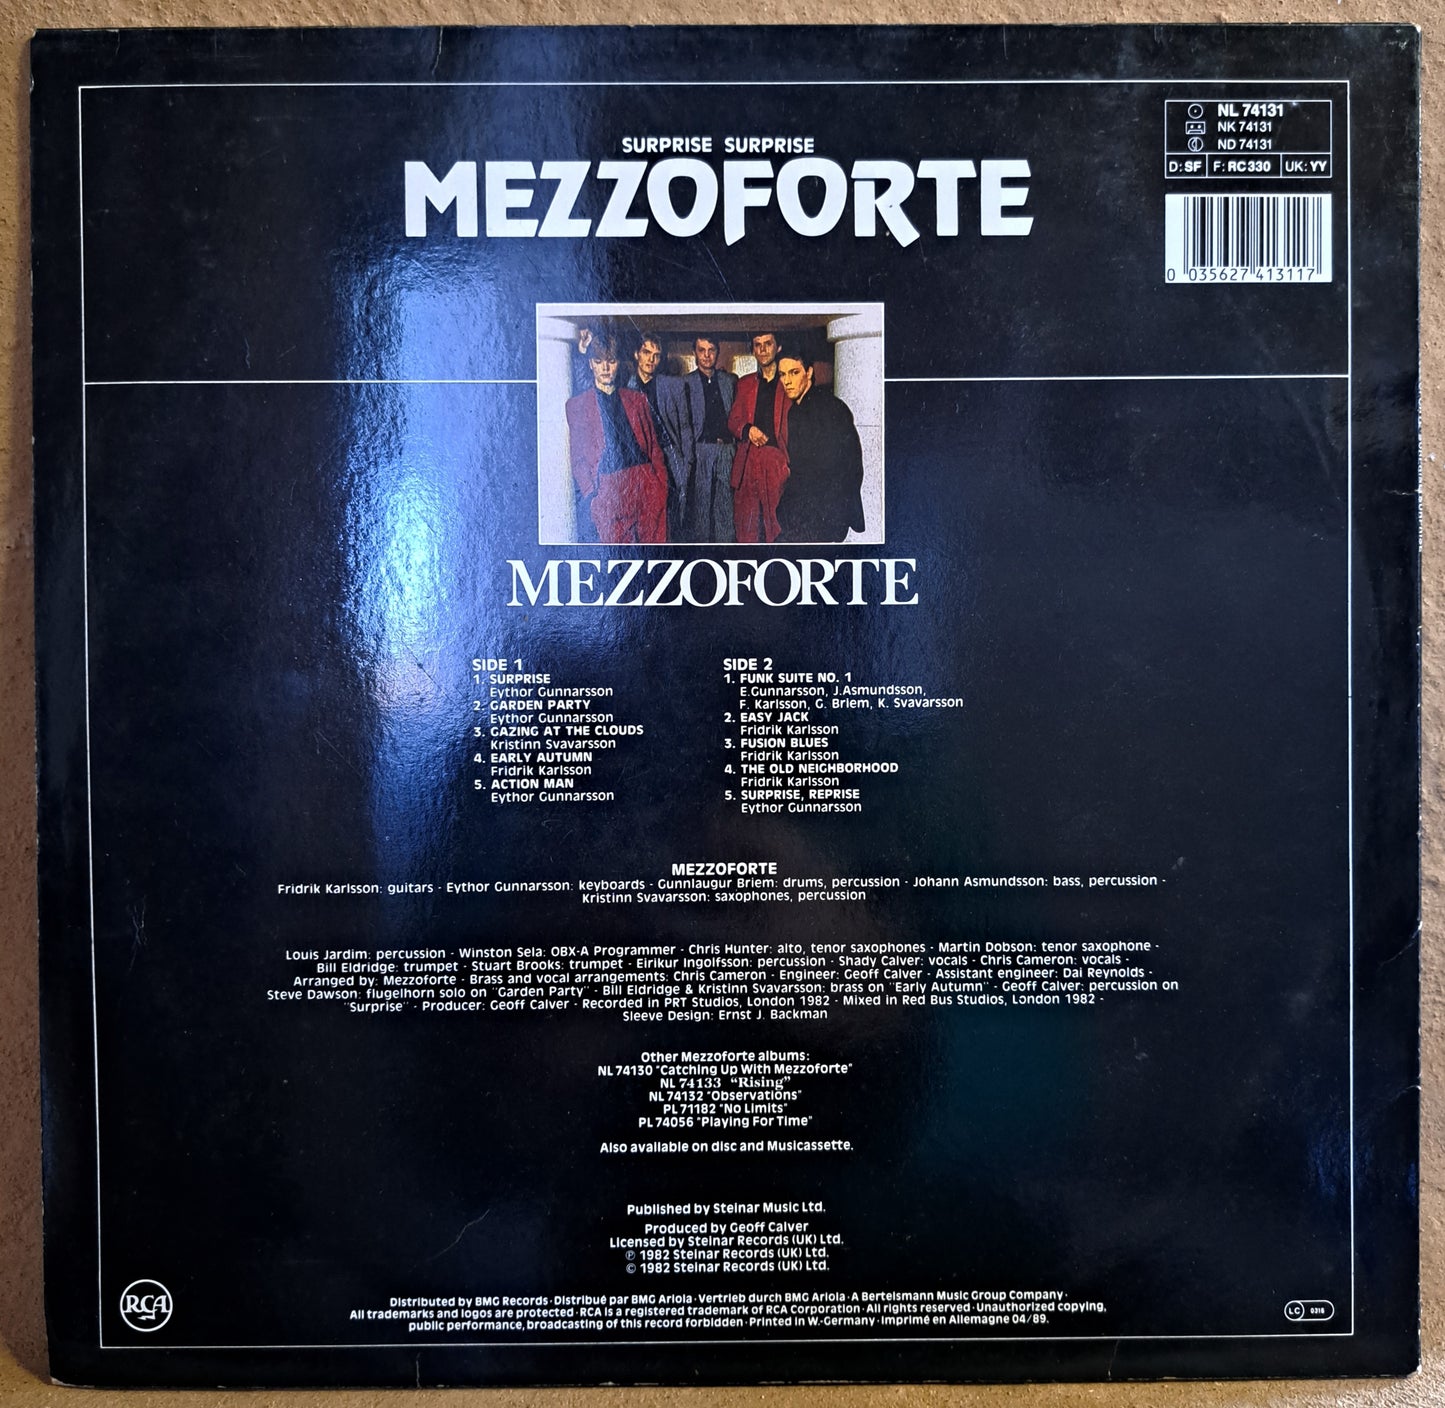 SURPRISE SURPRISE
MEZZOFORTE
NL 74131
NK 74131
ND 74131
D: SF F: RC 330 UK: YY
0 035627 413117
MEZZOFORTE
SIDE 1
1. SURPRISE
Eythor Gunnarsson
2. GARDEN PARTY
Eythor Gunnarsson
3. GAZING AT THE CLOUDS
Kristinn Svavarsson
4. EARLY AUTUMN
Fridrik Karlsson
5. ACTION MAN
Eythor Gunnarsson
SIDE 2
1. FUNK SUITE NO. 1
E.Gunnarsson, J.Asmundsson,
F. Karlsson, G. Briem, K. Svavarsson
2. EASY JACK
Fridrik Karlsson
3. FUSION BLUES
Fridrik Karlsson
4. THE OLD NEIGHBORHOOD
Fridrik Karlsson
5. SURPRISE, REPRISE
Eythor Gunnarsson
MEZZOFORTE
Fridrik Karlsson: guitars - Eythor Gunnarsson: keyboards - Gunnlaugur Briem: drums, percussion - Johann Asmundsson: bass, percussion -
Kristinn Svavarsson: saxophones, percussion
Louis Jardim: percussion - Winston Sela: OBX-A Programmer - Chris Hunter: alto, tenor saxophones - Martin Dobson: tenor saxophone -
Bill Eldridge: trumpet - Stuart Brooks: trumpet - Eirikur Ingolfsson: percussion - Shady Calver: vocals - Chris Cameron: vocals -
Arranged by: Mezzoforte - Brass and vocal arrangements: Chris Cameron - Engineer: Geoff Calver - Assistant engineer: Dai Reynolds -
Steve Dawson: flugelhorn solo on "Garden Party" - Bill Eldridge & Kristinn Svavarsson: brass on "Early Autumn" - Geoff Calver: percussion on
"Surprise" - Producer: Geoff Calver - Recorded in PRT Studios, London 1982 - Mixed in Red Bus Studios, London 1982 -
Sleeve Design: Ernst J. Backman
Other Mezzoforte albums:
NL 74130 "Catching Up With Mezzoforte"
NL 74133 “Rising”
NL 74132 "Observations"
PL 71182 "No Limits"
PL 74056 "Playing For Time"
Also available on disc and Musicassette.
Published by Steinar Music Ltd.
Produced by Geoff Calver
Licensed by Steinar Records (UK) Ltd.
℗ 1982 Steinar Records (UK) Ltd.
© 1982 Steinar Records (UK) Ltd.
RCA
Distributed by BMG Records · Distribué par BMG Ariola · Vertrieb durch BMG Ariola · A Bertelsmann Music Group Company ·
All trademarks and logos are protected · RCA is a registered trademark of RCA Corporation · All rights reserved · Unauthorized copying,
public performance, broadcasting of this record forbidden · Printed in W.-Germany · Imprimé en Allemagne 04/89.
LC 0316